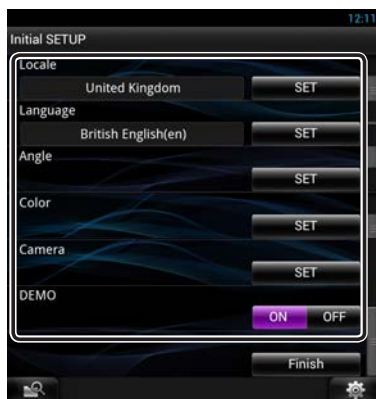 12:11
Initial SETUP
Locale
United Kingdom SET
Language
British English(en) SET
Angle
SET
Color
SET
Camera
SET
DEMO
ON OFF
Finish